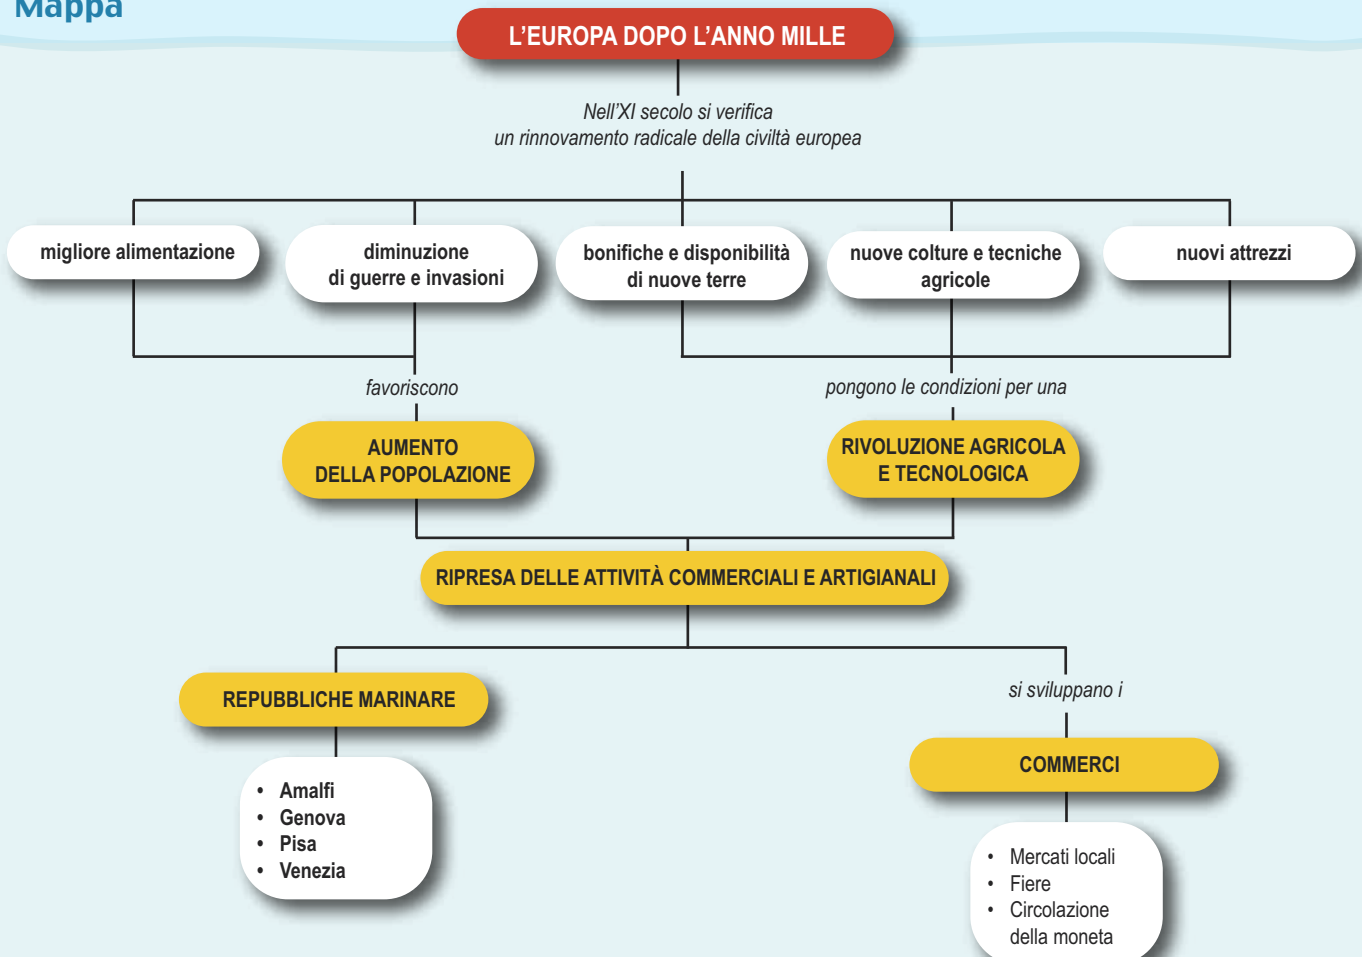 Mappa
L'EUROPA DOPO L'ANNO MILLE
Nell'XI secolo si verifica
un rinnovamento radicale della civiltà europea
migliore alimentazione
diminuzione
di guerre e invasioni
bonifiche e disponibilità
di nuove terre
nuove colture e tecniche
agricole
nuovi attrezzi
favoriscono
pongono le condizioni per una
AUMENTO
DELLA POPOLAZIONE
RIVOLUZIONE AGRICOLA
E TECNOLOGICA
RIPRESA DELLE ATTIVITÀ COMMERCIALI E ARTIGIANALI
REPUBBLICHE MARINARE
• Amalfi
• Genova
• Pisa
• Venezia
si sviluppano i
COMMERCI
• Mercati locali
• Fiere
• Circolazione
della moneta